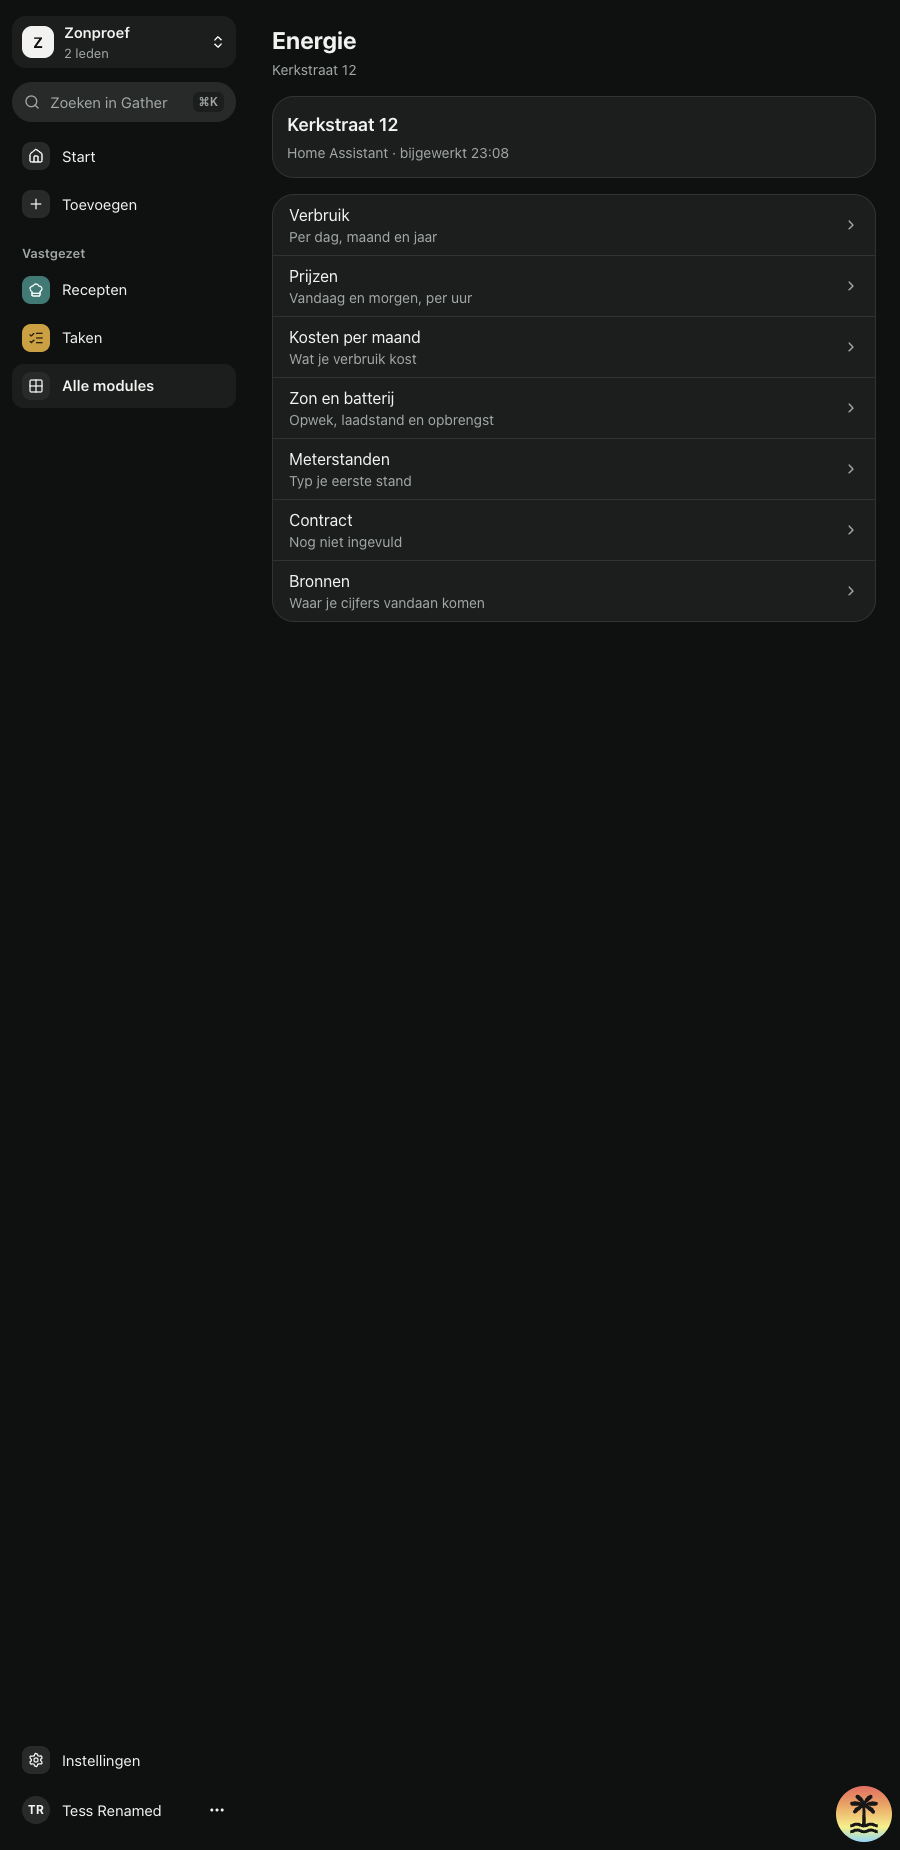 Z
Zonproef
2 leden
Zoeken in Gather ⌘K
Start
Toevoegen
Vastgezet
Recepten
Taken
Alle modules
Energie
Kerkstraat 12
Kerkstraat 12
Home Assistant · bijgewerkt 23:08
Verbruik
Per dag, maand en jaar
Prijzen
Vandaag en morgen, per uur
Kosten per maand
Wat je verbruik kost
Zon en batterij
Opwek, laadstand en opbrengst
Meterstanden
Typ je eerste stand
Contract
Nog niet ingevuld
Bronnen
Waar je cijfers vandaan komen
Instellingen
TR Tess Renamed